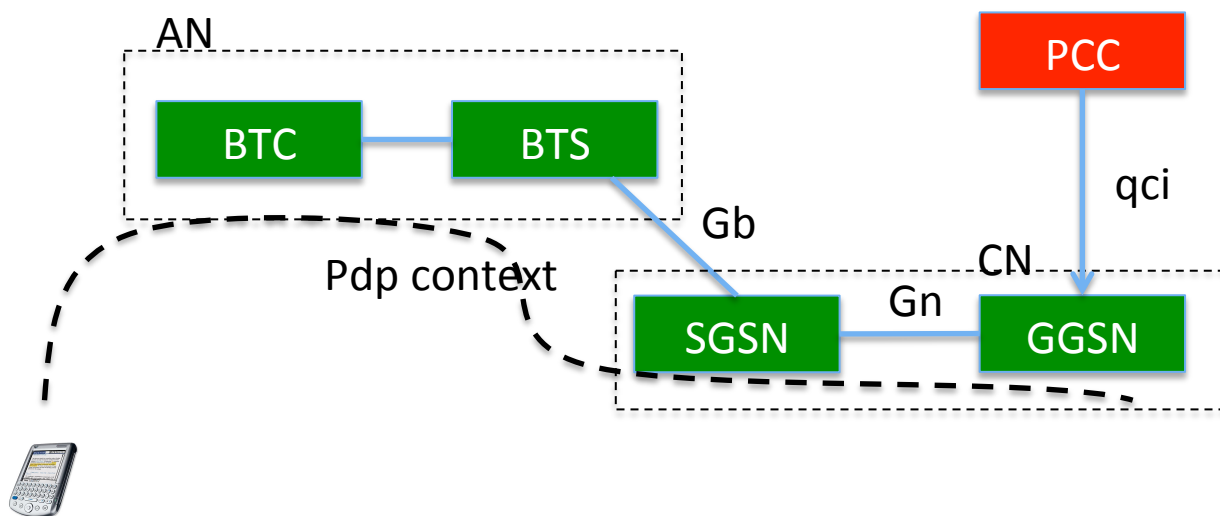 AN
PCC
BTC
BTS
qci
Gb
Pdp context
CN
Gn
SGSN
GGSN